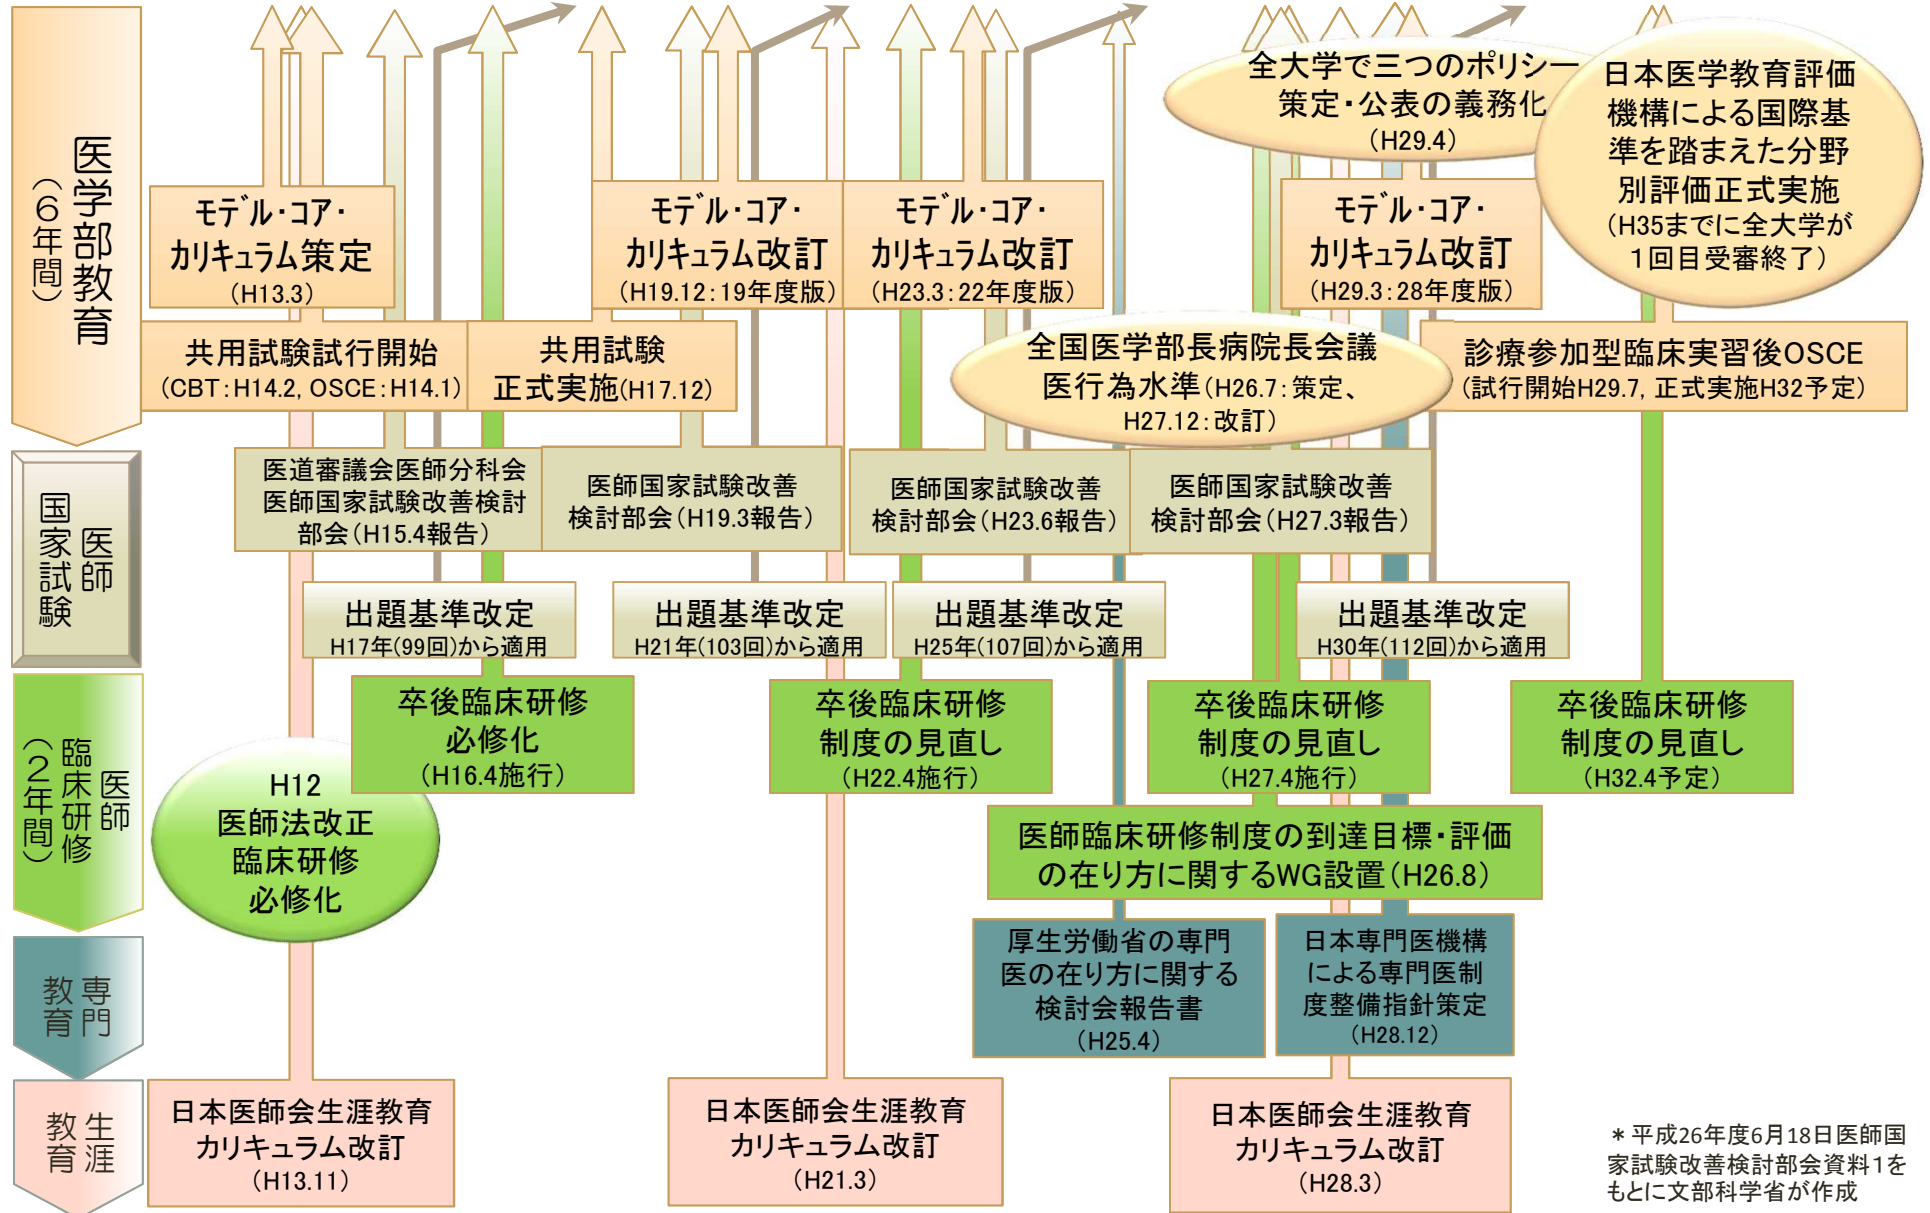 医学部教育
（6年間）
全大学で三つのポリシー
策定・公表の義務化
（H29.4）
日本医学教育評価
機構による国際基
準を踏まえた分野
別評価正式実施
（H35までに全大学が
1回目受審終了）
モデル・コア・
カリキュラム策定
（H13.3）
モデル・コア・
カリキュラム改訂
（H19.12：19年度版）
モデル・コア・
カリキュラム改訂
（H23.3：22年度版）
モデル・コア・
カリキュラム改訂
（H29.3：28年度版）
共用試験試行開始
（CBT：H14.2, OSCE：H14.1）
共用試験
正式実施（H17.12）
全国医学部長病院長会議
医行為水準（H26.7：策定、
H27.12：改訂）
診療参加型臨床実習後OSCE
（試行開始H29.7, 正式実施H32予定）
医師
国家試験
医道審議会医師分科会
医師国家試験改善検討
部会（H15.4報告）
医師国家試験改善
検討部会（H19.3報告）
医師国家試験改善
検討部会（H23.6報告）
医師国家試験改善
検討部会（H27.3報告）
出題基準改定
H17年(99回)から適用
出題基準改定
H21年(103回)から適用
出題基準改定
H25年(107回)から適用
出題基準改定
H30年(112回)から適用
医師
臨床研修
（2年間）
卒後臨床研修
必修化
（H16.4施行）
卒後臨床研修
制度の見直し
（H22.4施行）
卒後臨床研修
制度の見直し
（H27.4施行）
卒後臨床研修
制度の見直し
（H32.4予定）
H12
医師法改正
臨床研修
必修化
医師臨床研修制度の到達目標・評価
の在り方に関するWG設置（H26.8）
専門
教育
厚生労働省の専門
医の在り方に関する
検討会報告書
（H25.4）
日本専門医機構
による専門医制
度整備指針策定
（H28.12）
生涯
教育
日本医師会生涯教育
カリキュラム改訂
（H13.11）
日本医師会生涯教育
カリキュラム改訂
（H21.3）
日本医師会生涯教育
カリキュラム改訂
（H28.3）
＊平成26年度6月18日医師国
家試験改善検討部会資料1を
もとに文部科学省が作成